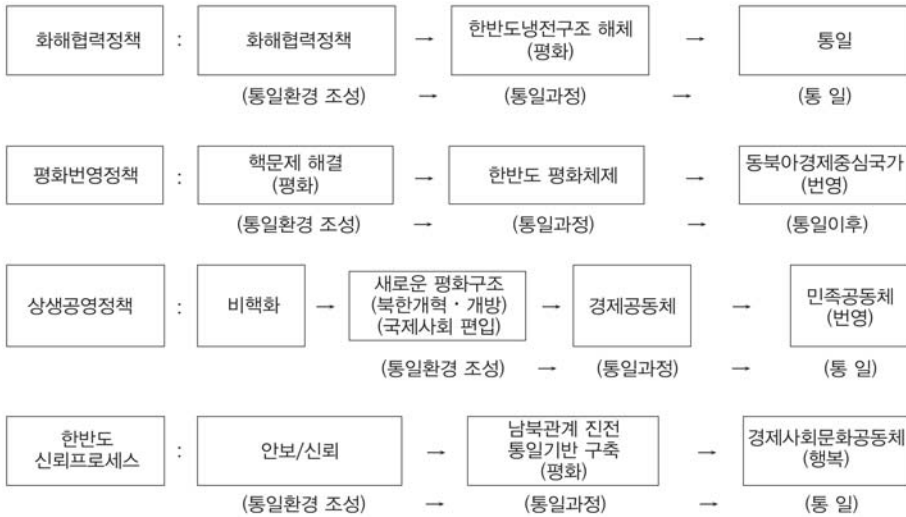 화해협력정책 : 화해협력정책 → 한반도냉전구조 해체 (평화) → 통일
(통일환경 조성) → (통일과정) → (통 일)
평화번영정책 : 핵문제 해결 (평화) → 한반도 평화체제 → 동북아경제중심국가 (번영)
(통일환경 조성) → (통일과정) → (통일이후)
상생공영정책 : 비핵화 → 새로운 평화구조 (북한개혁・개방) (국제사회 편입) → 경제공동체 → 민족공동체 (번영)
(통일환경 조성) → (통일과정) → (통 일)
한반도 신뢰프로세스 : 안보/신뢰 → 남북관계 진전 통일기반 구축 (평화) → 경제사회문화공동체 (행복)
(통일환경 조성) → (통일과정) → (통 일)